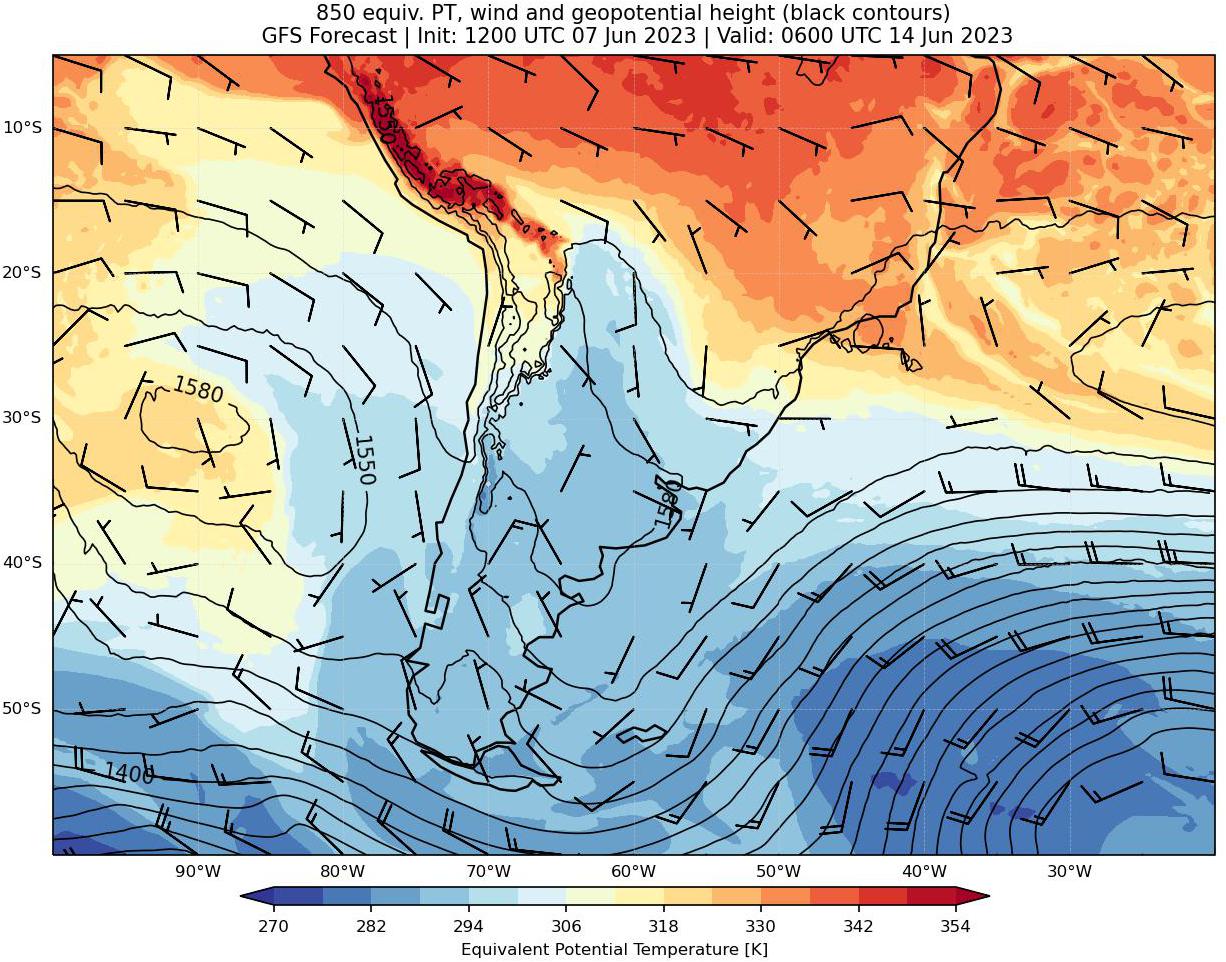 850 equiv. PT, wind and geopotential height (black contours)
GFS Forecast | Init: 1200 UTC 07 Jun 2023 | Valid: 0600 UTC 14 Jun 2023
1550
10°S
20°S
1580
30°S
1550
1580
40°S
50°S
1400
90°W 80°W 70°W 60°W 50°W 40°W 30°W
270 282 294 306 318 330 342 354
Equivalent Potential Temperature [K]